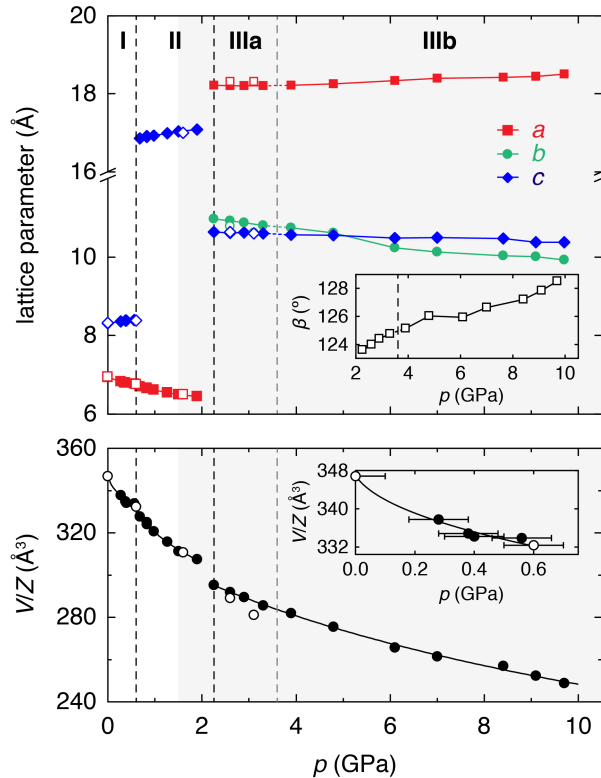 I II IIIa IIIb
lattice parameter (Å)
20
18
16
10
8
6
a
b
c
β (º)
128
126
124
2 4 6 8 10
p (GPa)
V/Z (Å³)
360
320
280
240
V/Z (Å³)
348
340
332
0.0 0.2 0.4 0.6
p (GPa)
0 2 4 6 8 10
p (GPa)